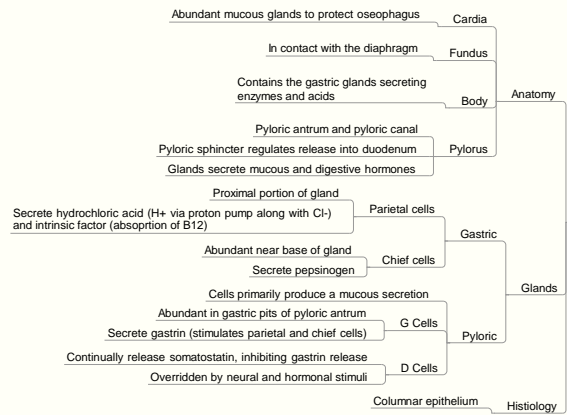 Abundant mucous glands to protect oseophagus
Cardia
In contact with the diaphragm
Fundus
Contains the gastric glands secreting
enzymes and acids
Body
Anatomy
Pyloric antrum and pyloric canal
Pyloric sphincter regulates release into duodenum
Pylorus
Glands secrete mucous and digestive hormones
Proximal portion of gland
Secrete hydrochloric acid (H+ via proton pump along with Cl-)
and intrinsic factor (absoprtion of B12)
Parietal cells
Gastric
Abundant near base of gland
Chief cells
Secrete pepsinogen
Glands
Cells primarily produce a mucous secretion
Abundant in gastric pits of pyloric antrum
G Cells
Secrete gastrin (stimulates parietal and chief cells)
Pyloric
Continually release somatostatin, inhibiting gastrin release
D Cells
Overridden by neural and hormonal stimuli
Columnar epithelium
Histology